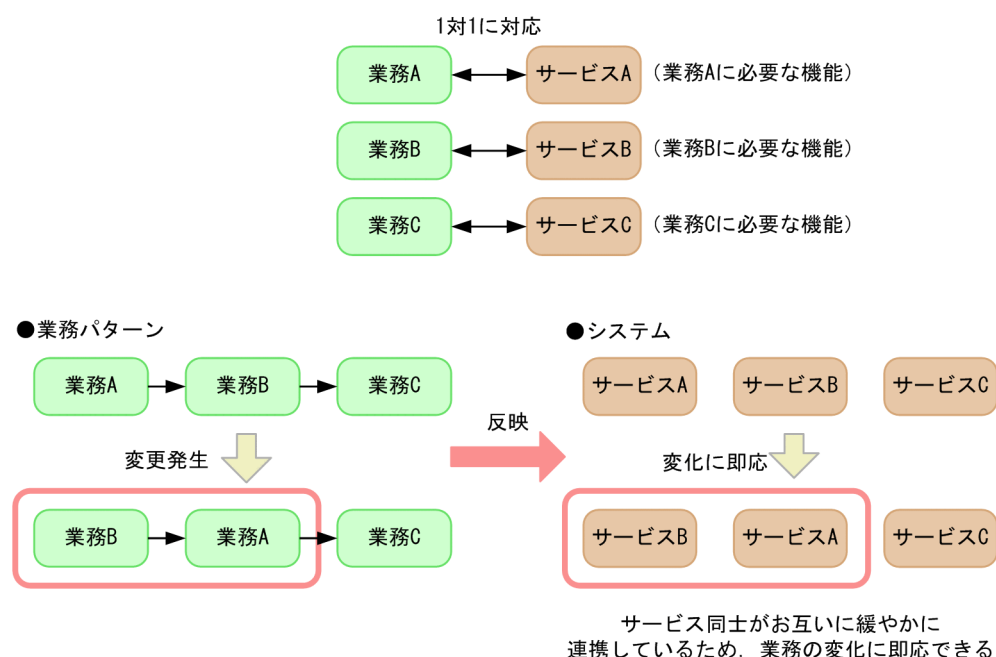 1対1に対応
業務A
サービスA
（業務Aに必要な機能）
業務B
サービスB
（業務Bに必要な機能）
業務C
サービスC
（業務Cに必要な機能）
●業務パターン
業務A
業務B
業務C
変更発生
業務B
業務A
業務C
反映
●システム
サービスA
サービスB
サービスC
変化に即応
サービスB
サービスA
サービスC
サービス同士がお互いに緩やかに
連携しているため，業務の変化に即応できる